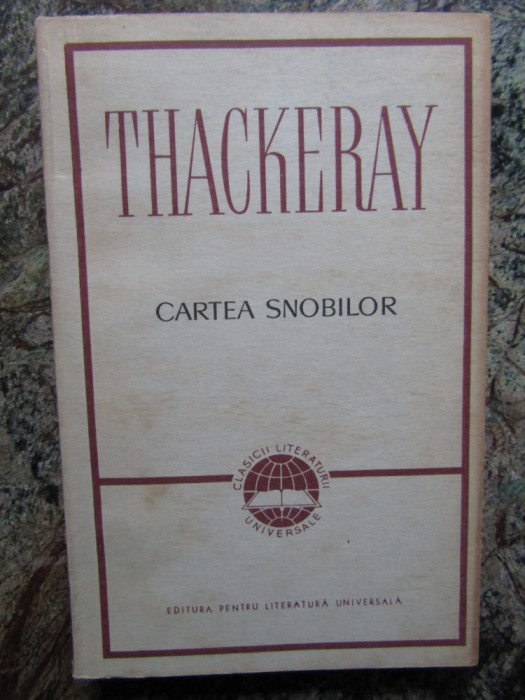 THACKERAY
CARTEA SNOBILOR
CLASICII LITERATURII
UNIVERSALE
EDITURA PENTRU LITERATURĂ UNIVERSALĂ